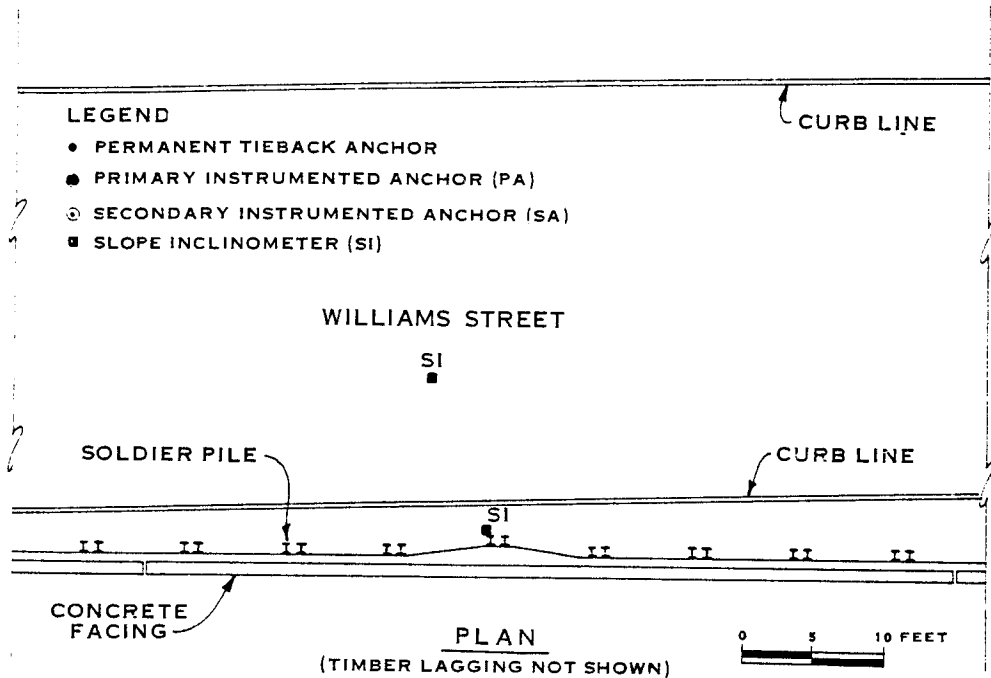 LEGEND
PERMANENT TIEBACK ANCHOR
PRIMARY INSTRUMENTED ANCHOR (PA)
SECONDARY INSTRUMENTED ANCHOR (SA)
SLOPE INCLINOMETER (SI)
CURB LINE
WILLIAMS STREET
SI
SOLDIER PILE
CURB LINE
SI
CONCRETE
FACING
PLAN
(TIMBER LAGGING NOT SHOWN)
0 5 10 FEET